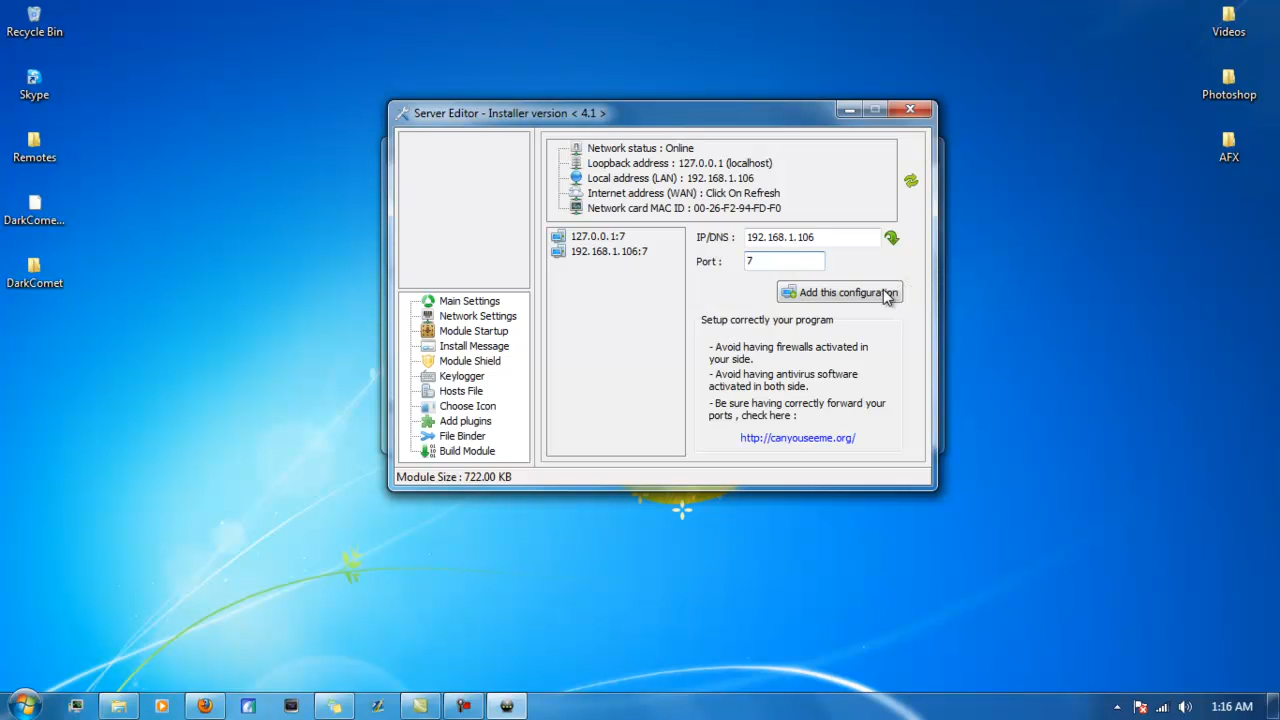 Recycle Bin
Skype
Remotes
DarkCome...
DarkComet
Videos
Photoshop
AFX
Server Editor - Installer version < 4.1 >
Network status : Online
Loopback address : 127.0.0.1 (localhost)
Local address (LAN) : 192.168.1.106
Internet address (WAN) : Click On Refresh
Network card MAC ID : 00-26-F2-94-FD-F0
127.0.0.1:7
192.168.1.106:7
IP/DNS : 192.168.1.106
Port : 7
Add this configuration
Setup correctly your program
- Avoid having firewalls activated in
your side.
- Avoid having antivirus software
activated in both side.
- Be sure having correctly forward your
ports , check here :
http://canyouseeme.org/
Main Settings
Network Settings
Module Startup
Install Message
Module Shield
Keylogger
Hosts File
Choose Icon
Add plugins
File Binder
Build Module
Module Size : 722.00 KB
1:16 AM